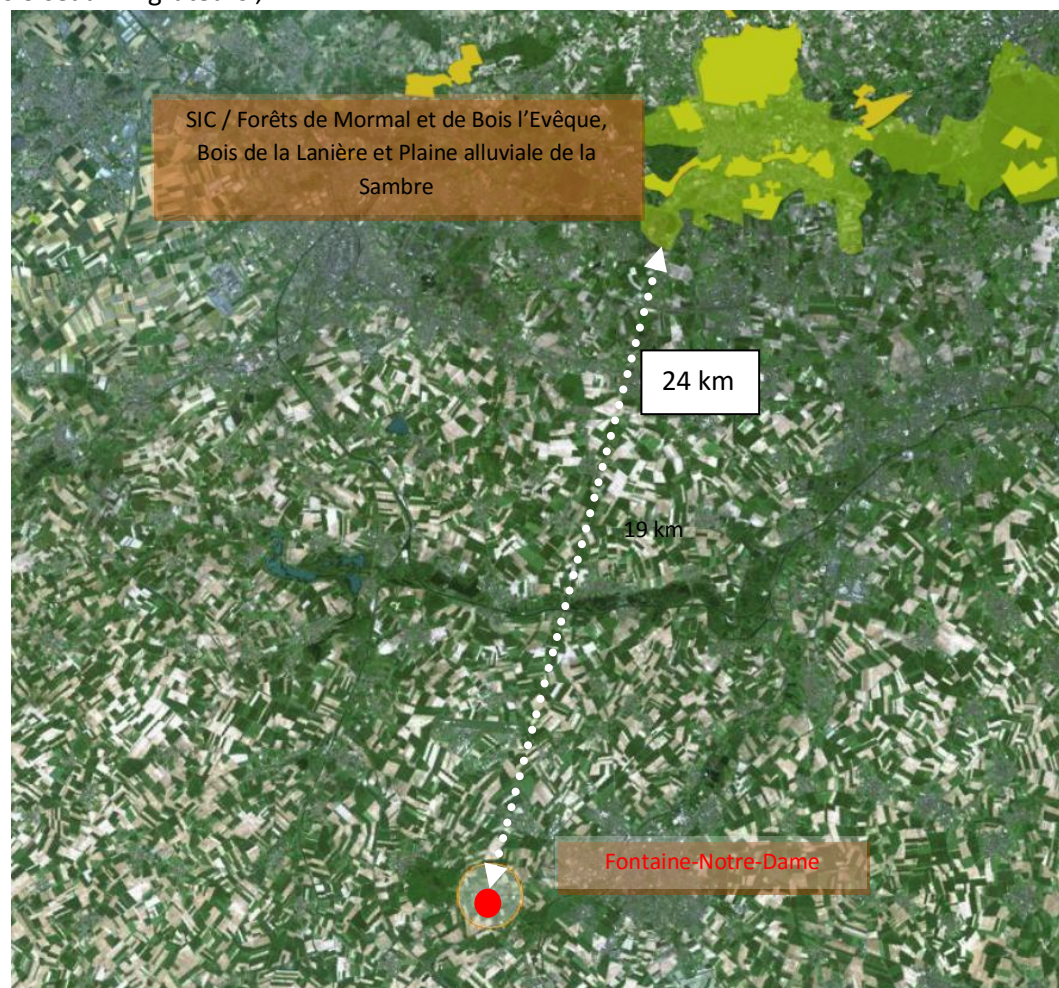 SIC / Forêts de Mormal et de Bois l’Evêque,
Bois de la Lanière et Plaine alluviale de la
Sambre
24 km
19 km
Fontaine-Notre-Dame